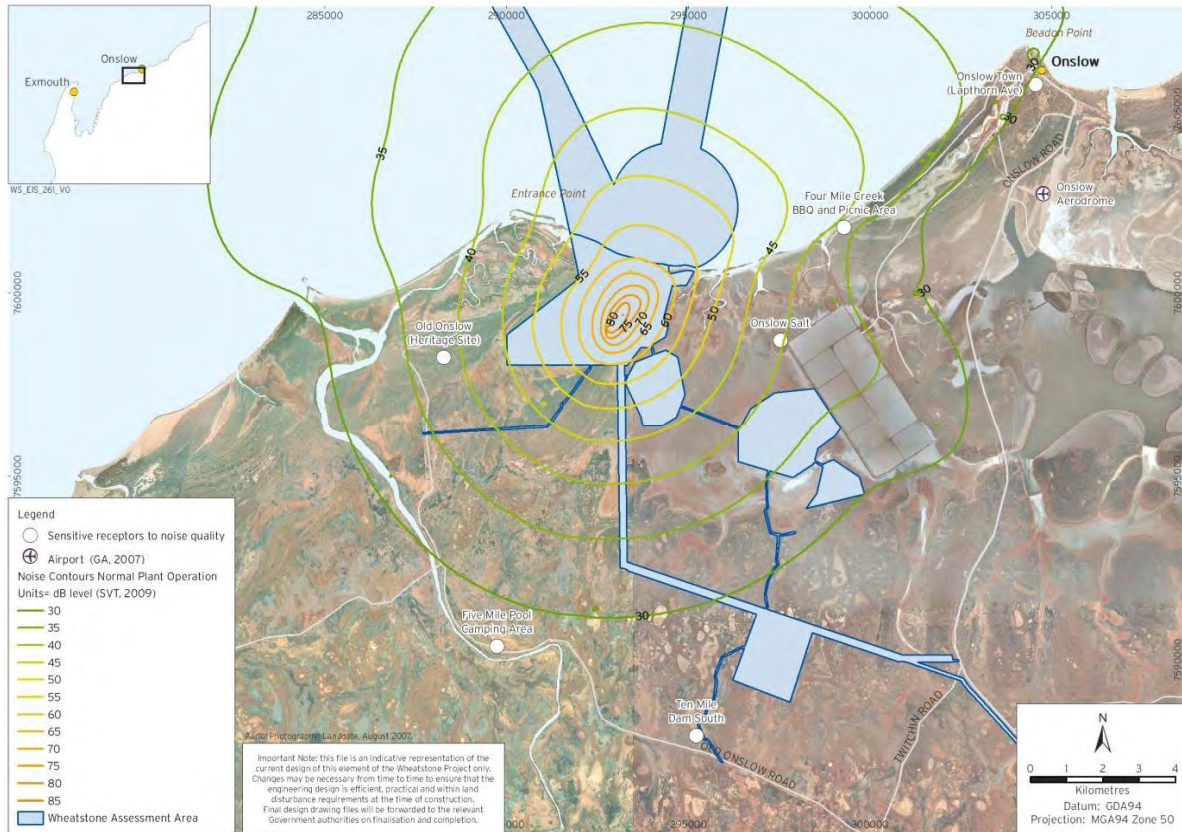 285000
290000
295000
300000
305000
Beadon Point
Onslow
Exmouth
WS_EIS_261_V0
Onslow
Onslow Town
(Lapthorn Ave)
30
30
35
ONSLOW ROAD
7605000
Entrance Point
Four Mile Creek
BBQ and Picnic Area
Onslow
Aerodrome
40
45
55
7600000
7600000
30
80
75
70
65
60
50
Old Onslow
(Heritage Site)
Onslow Salt
7595000
7595000
Legend
Sensitive receptors to noise quality
Airport (GA, 2007)
Noise Contours Normal Plant Operation
Units= dB level (SVT, 2009)
30
35
40
45
50
55
60
65
70
75
80
85
Wheatstone Assessment Area
Five Mile Pool
Camping Area
30
7590000
Ten Mile
Dam South
OLD ONSLOW ROAD
TWITCHIN ROAD
Aerial Photography: Landgate, August 2007
Important Note: this file is an indicative representation of the
current design of this element of the Wheatstone Project only.
Changes may be necessary from time to time to ensure that the
engineering design is efficient, practical and within land
disturbance requirements at the time of construction.
Final design drawing files will be forwarded to the relevant
Government authorities on finalisation and completion.
290000
295000
300000
N
0 1 2 3 4
Kilometres
Datum: GDA94
Projection: MGA94 Zone 50